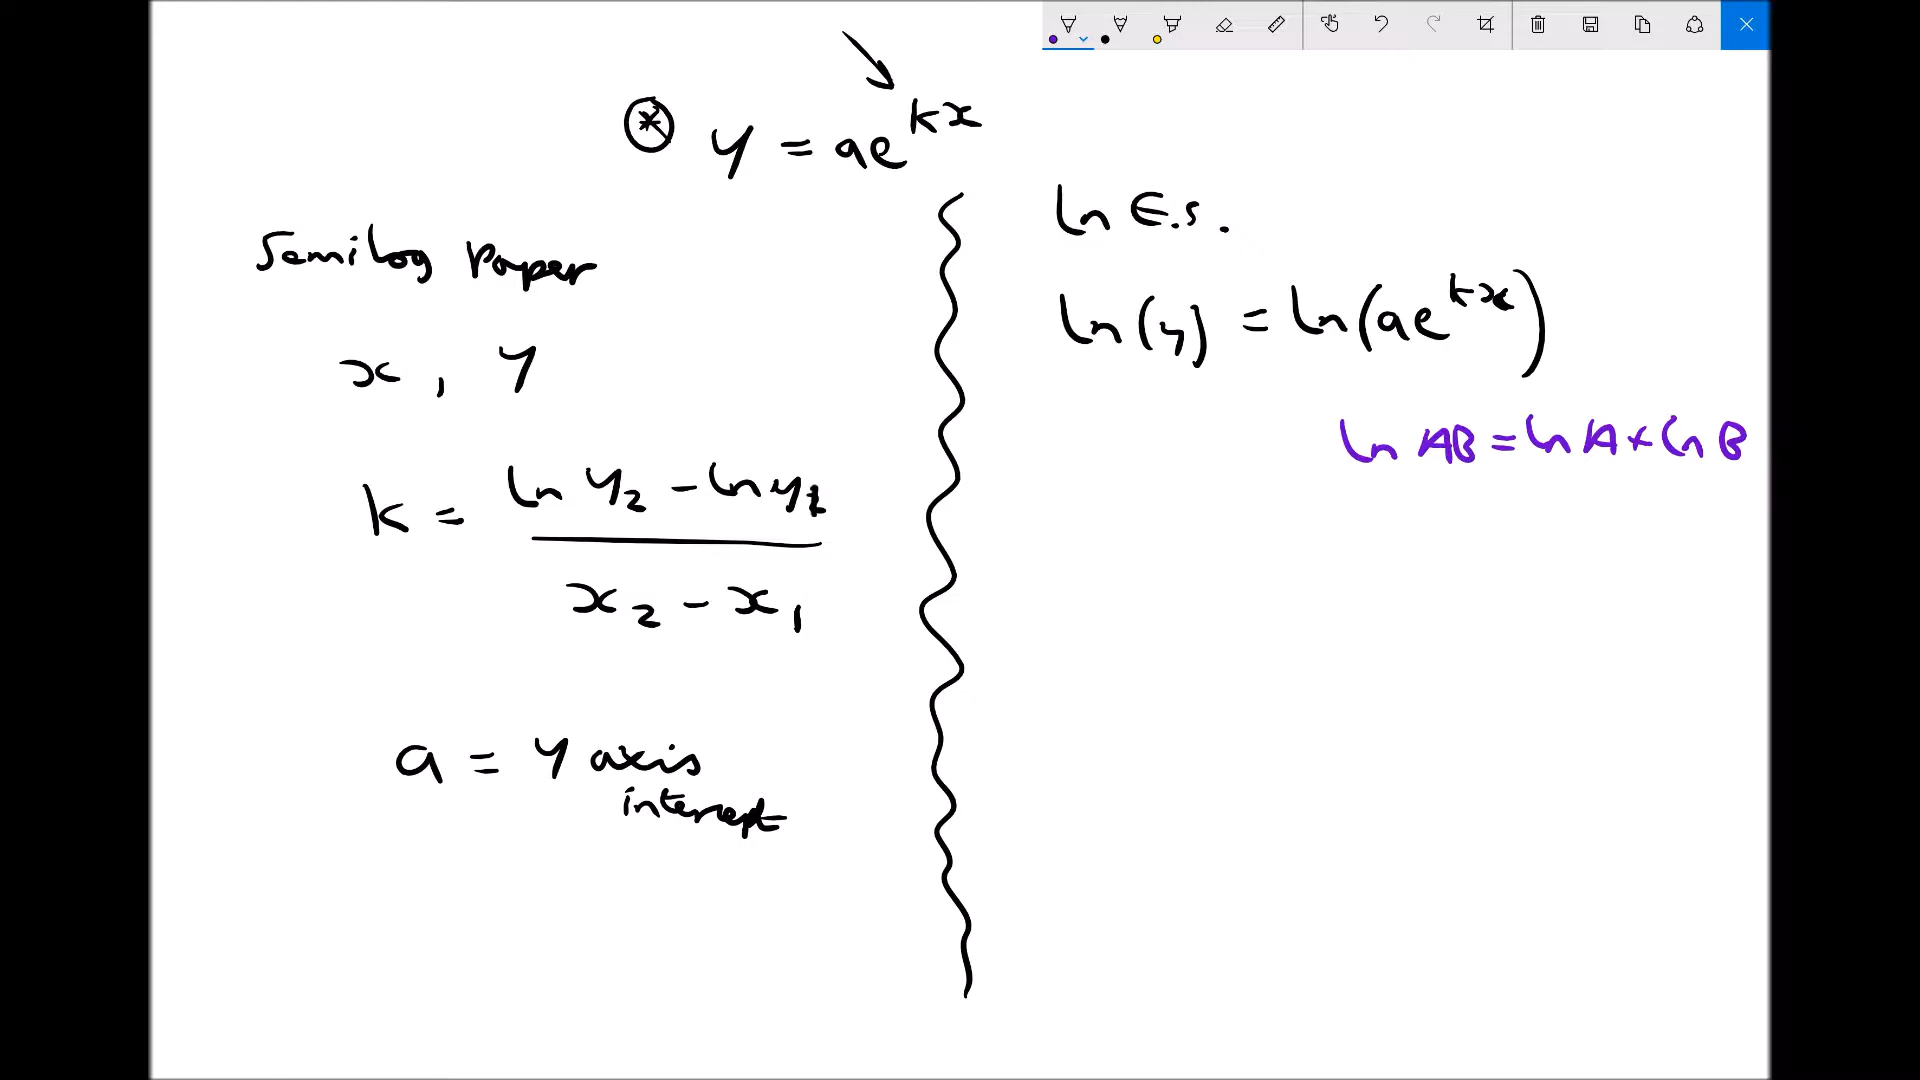 * y = ae^kx
Semilog Paper
x, y
k = ln y₂ - ln y₁ / x₂ - x₁
a = y axis
intercept
ln E.S.
ln(y) = ln(ae^kx)
ln AB = ln A + ln B